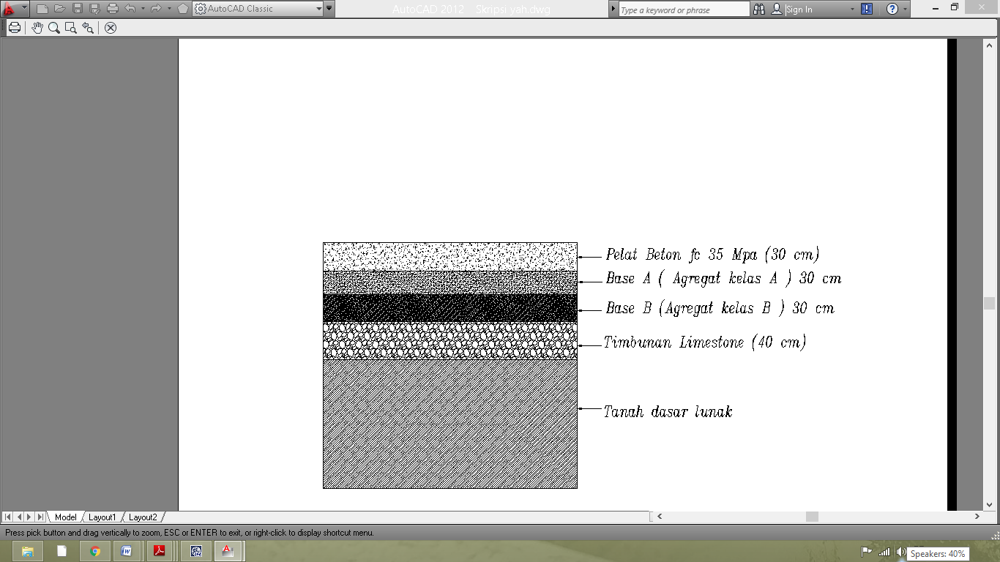 AutoCAD Classic
AutoCAD 2012 Skripsi yah.dwg
Type a keyword or phrase
Sign In
Pelat Beton fc 35 Mpa (30 cm)
Base A ( Agregat kelas A ) 30 cm
Base B (Agregat kelas B ) 30 cm
Timbunan Limestone (40 cm)
Tanah dasar lunak
Model
Layout1
Layout2
Press pick button and drag vertically to zoom, ESC or ENTER to exit, or right-click to display shortcut menu.
Speakers: 40%